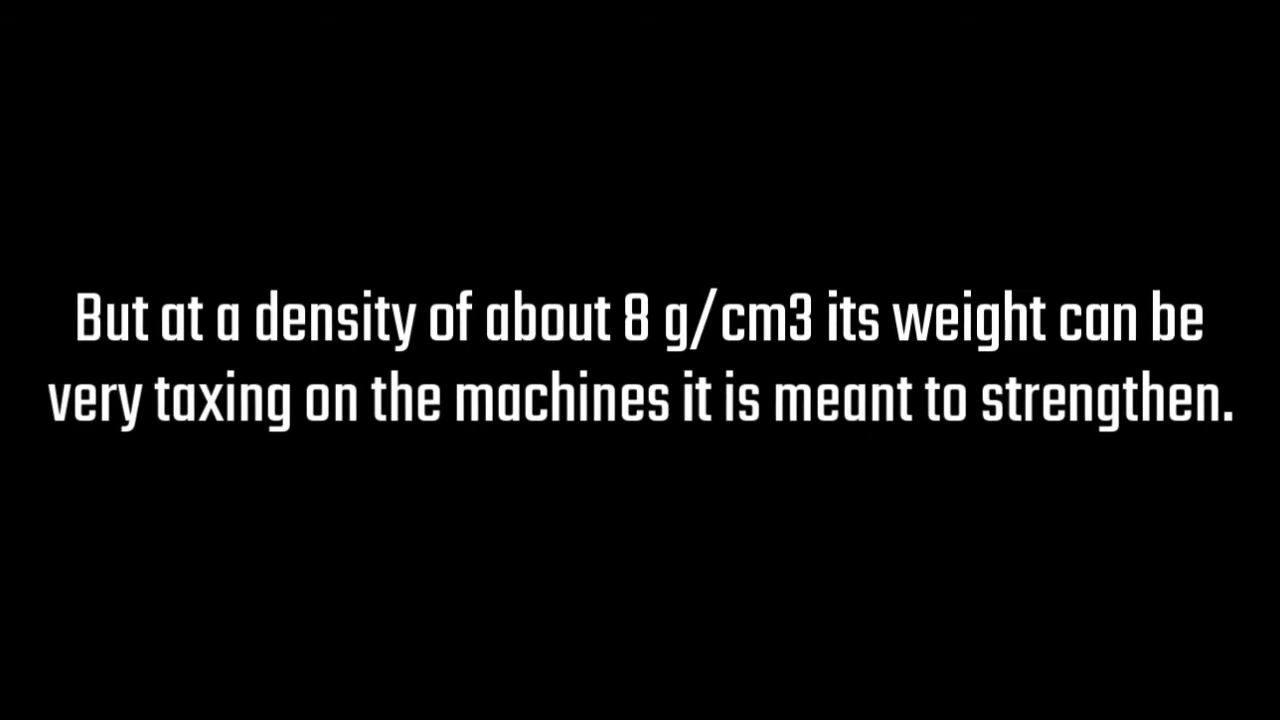 But at a density of about 8 g/cm3 its weight can be
very taxing on the machines it is meant to strengthen.